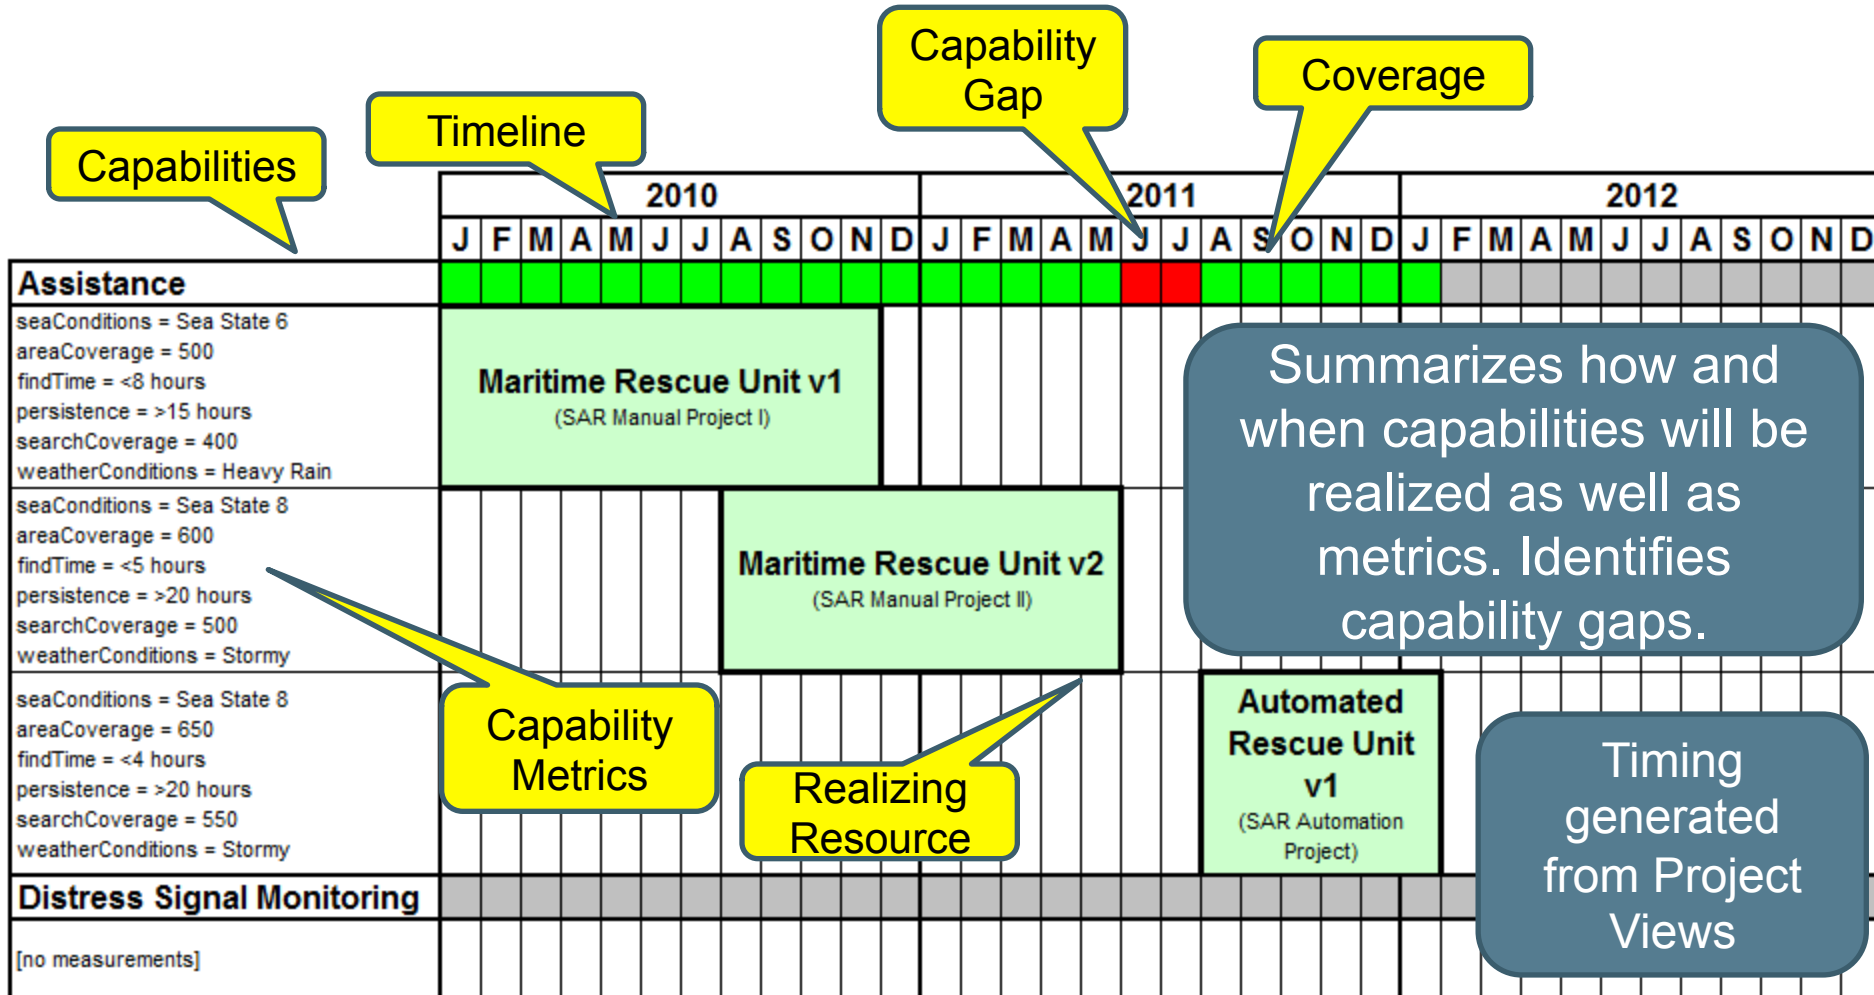 Capability
Gap
Coverage
Timeline
Capabilities
2010 2011 2012
J F M A M J J A S O N D J F M A M J J A S O N D J F M A M J J A S O N D
Assistance
seaConditions = Sea State 6
areaCoverage = 500
findTime = <8 hours
persistence = >15 hours
searchCoverage = 400
weatherConditions = Heavy Rain
Maritime Rescue Unit v1
(SAR Manual Project I)
Summarizes how and
when capabilities will be
realized as well as
metrics. Identifies
capability gaps.
seaConditions = Sea State 8
areaCoverage = 600
findTime = <5 hours
persistence = >20 hours
searchCoverage = 500
weatherConditions = Stormy
Maritime Rescue Unit v2
(SAR Manual Project II)
seaConditions = Sea State 8
areaCoverage = 650
findTime = <4 hours
persistence = >20 hours
searchCoverage = 550
weatherConditions = Stormy
Capability
Metrics
Realizing
Resource
Automated
Rescue Unit
v1
(SAR Automation
Project)
Timing
generated
from Project
Views
Distress Signal Monitoring
[no measurements]